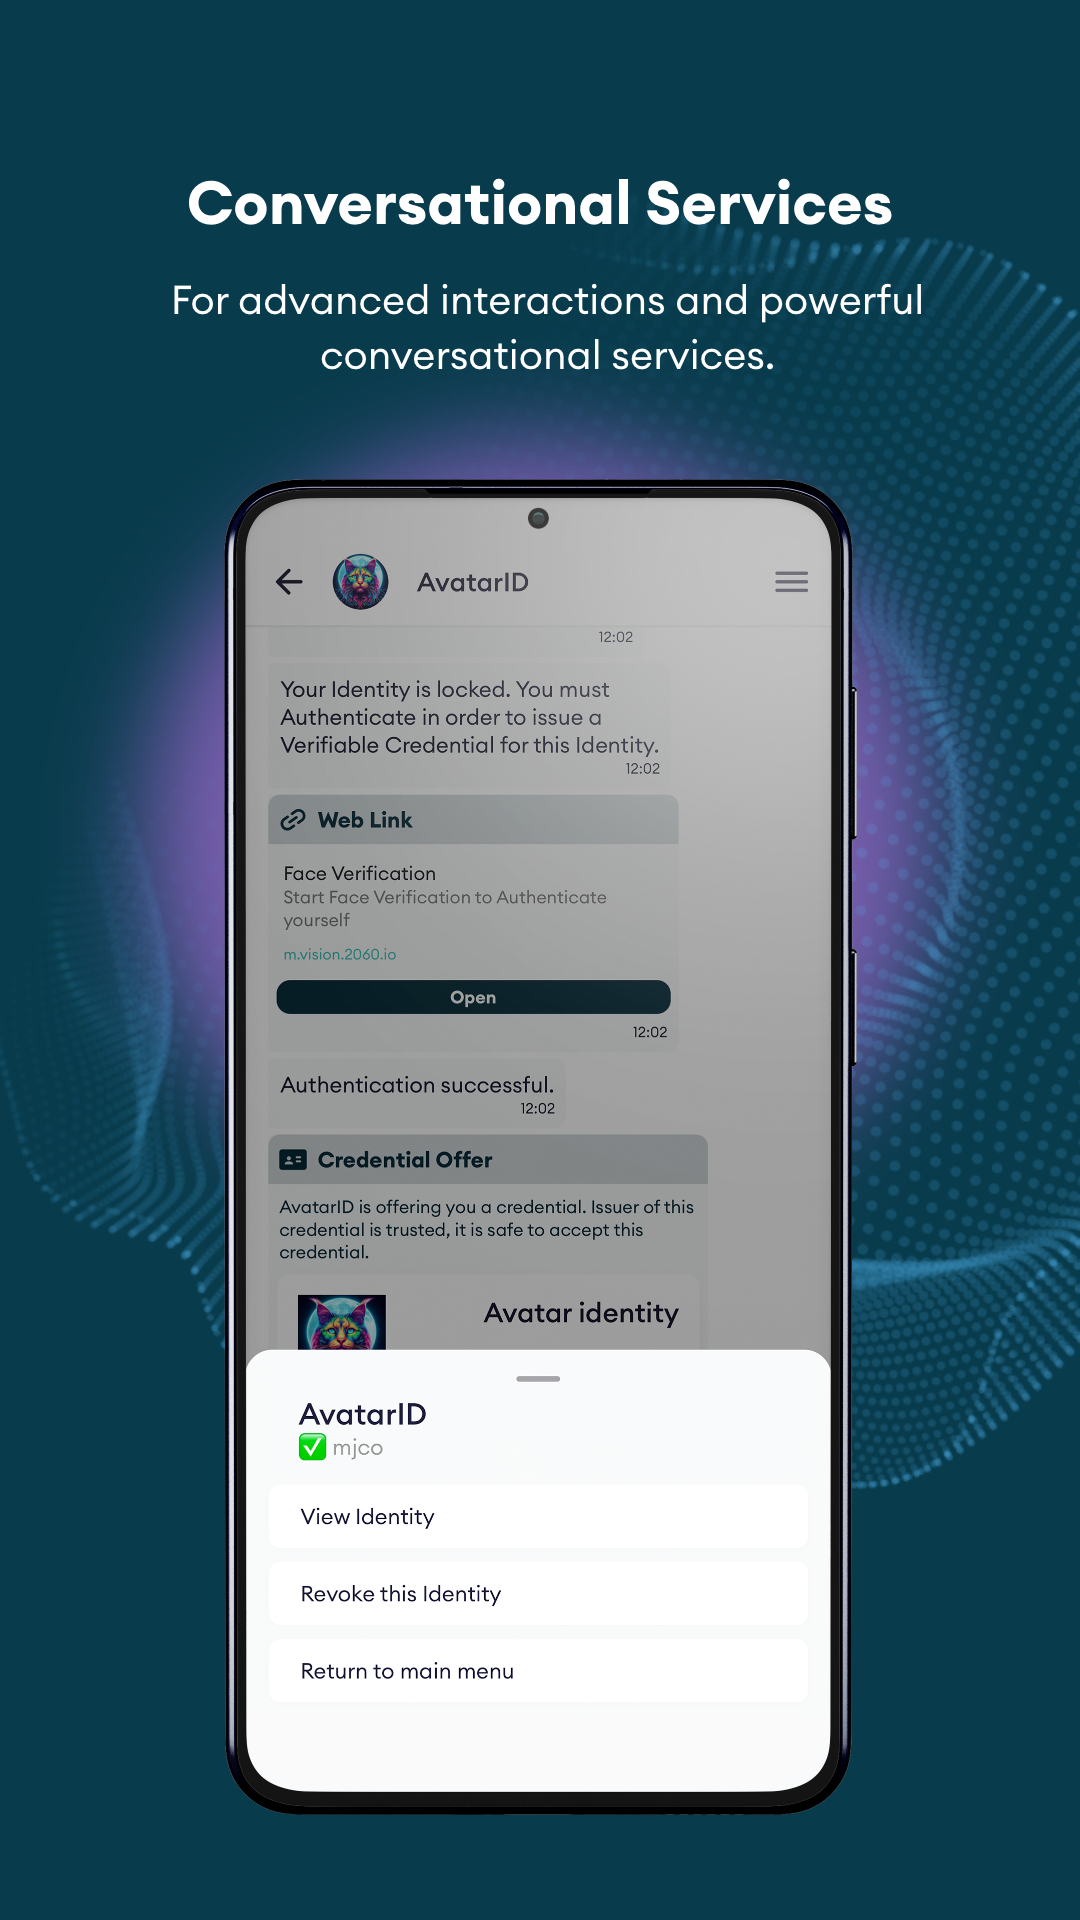 Conversational Services
For advanced interactions and powerful
conversational services.
AvatarID
12:02
Your Identity is locked. You must
Authenticate in order to issue a
Verifiable Credential for this Identity.
12:02
Web Link
Face Verification
Start Face Verification to Authenticate
yourself
m.vision.2060.io
Open
12:02
Authentication successful.
12:02
Credential Offer
AvatarID is offering you a credential. Issuer of this
credential is trusted, it is safe to accept this
credential.
Avatar identity
AvatarID
✅ mjco
View Identity
Revoke this Identity
Return to main menu